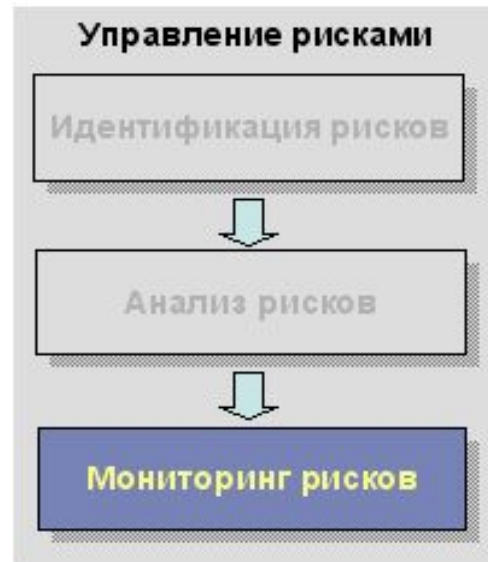 Управление рисками
Идентификация рисков
Анализ рисков
Мониторинг рисков